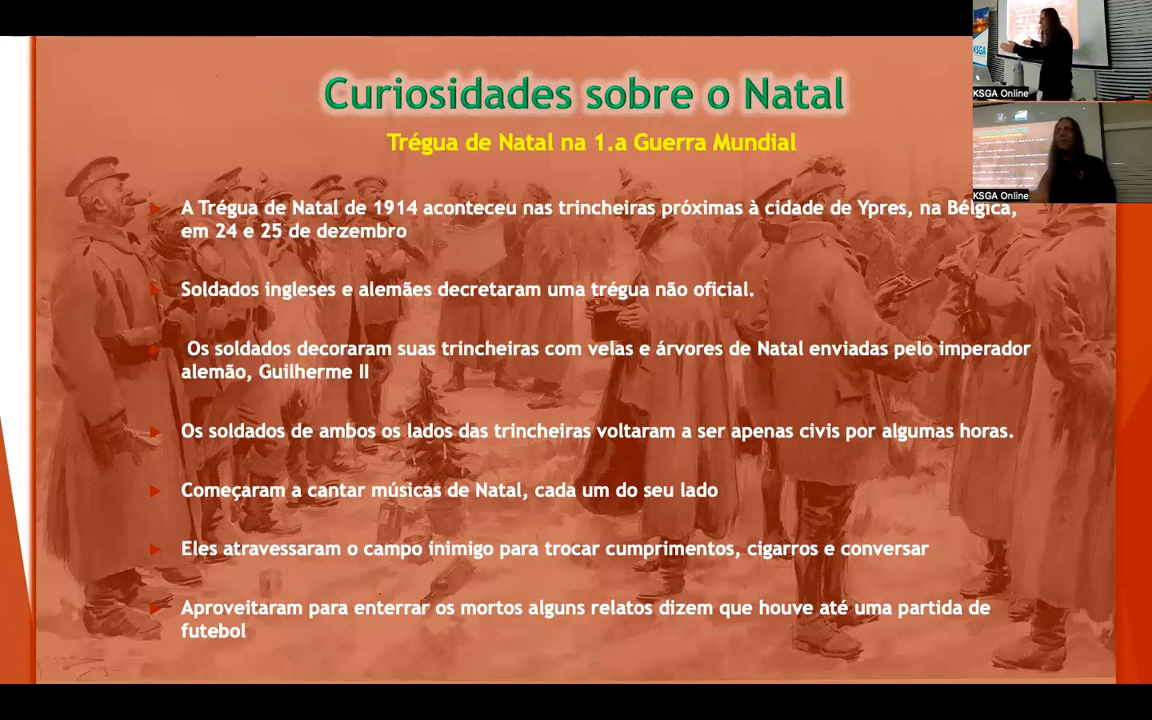 Curiosidades sobre o Natal
Trégua de Natal na 1.a Guerra Mundial
A Trégua de Natal de 1914 aconteceu nas trincheiras próximas à cidade de Ypres, na Bélgica,
em 24 e 25 de dezembro
Soldados ingleses e alemães decretaram uma trégua não oficial.
Os soldados decoraram suas trincheiras com velas e árvores de Natal enviadas pelo imperador
alemão, Guilherme II
Os soldados de ambos os lados das trincheiras voltaram a ser apenas civis por algumas horas.
Começaram a cantar músicas de Natal, cada um do seu lado
Eles atravessaram o campo inimigo para trocar cumprimentos, cigarros e conversar
Aproveitaram para enterrar os mortos alguns relatos dizem que houve até uma partida de
futebol
KSGA
KSGA Online
KSGA Online